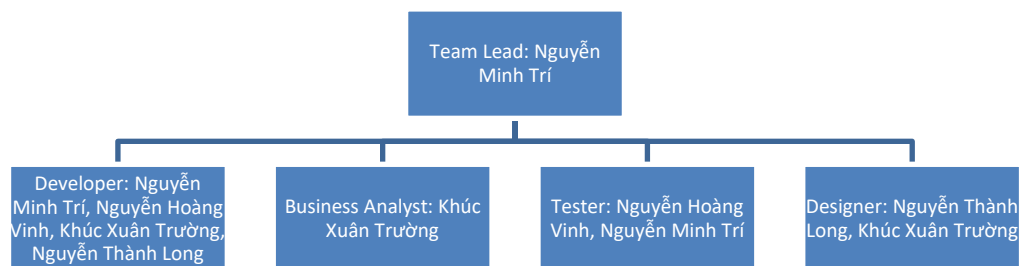 Team Lead: Nguyễn
Minh Trí
Developer: Nguyễn
Minh Trí, Nguyễn Hoàng
Vinh, Khúc Xuân Trường,
Nguyễn Thành Long
Business Analyst: Khúc
Xuân Trường
Tester: Nguyễn Hoàng
Vinh, Nguyễn Minh Trí
Designer: Nguyễn Thành
Long, Khúc Xuân Trường